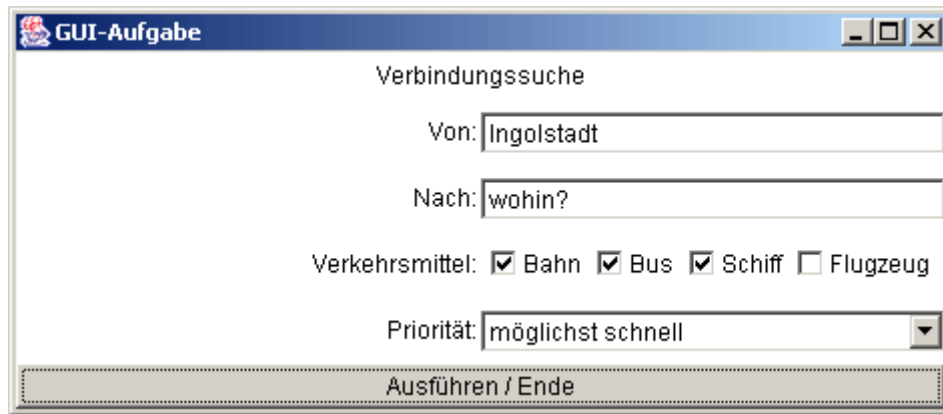 GUI-Aufgabe
Verbindungssuche
Von: Ingolstadt
Nach: wohin?
Verkehrsmittel: Bahn Bus Schiff Flugzeug
Priorität: möglichst schnell
Ausführen / Ende